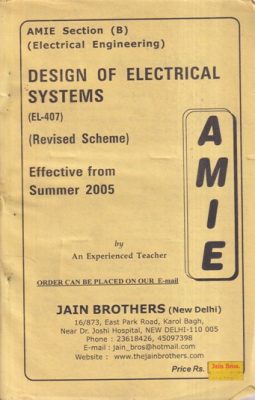 AMIE Section (B)
(Electrical Engineering)
DESIGN OF ELECTRICAL
SYSTEMS
(EL-407)
(Revised Scheme)
Effective from
Summer 2005
AMIE
by
An Experienced Teacher
ORDER CAN BE PLACED ON OUR E-mail
JAIN BROTHERS (New Delhi)
16/873, East Park Road, Karol Bagh,
Near Dr. Joshi Hospital, NEW DELHI-110 005
Phone : 23618426, 45097398
E-mail : jain_bros@hotmail.com
Website : www.thejainbrothers.com
Price Rs.
Jain Bros.